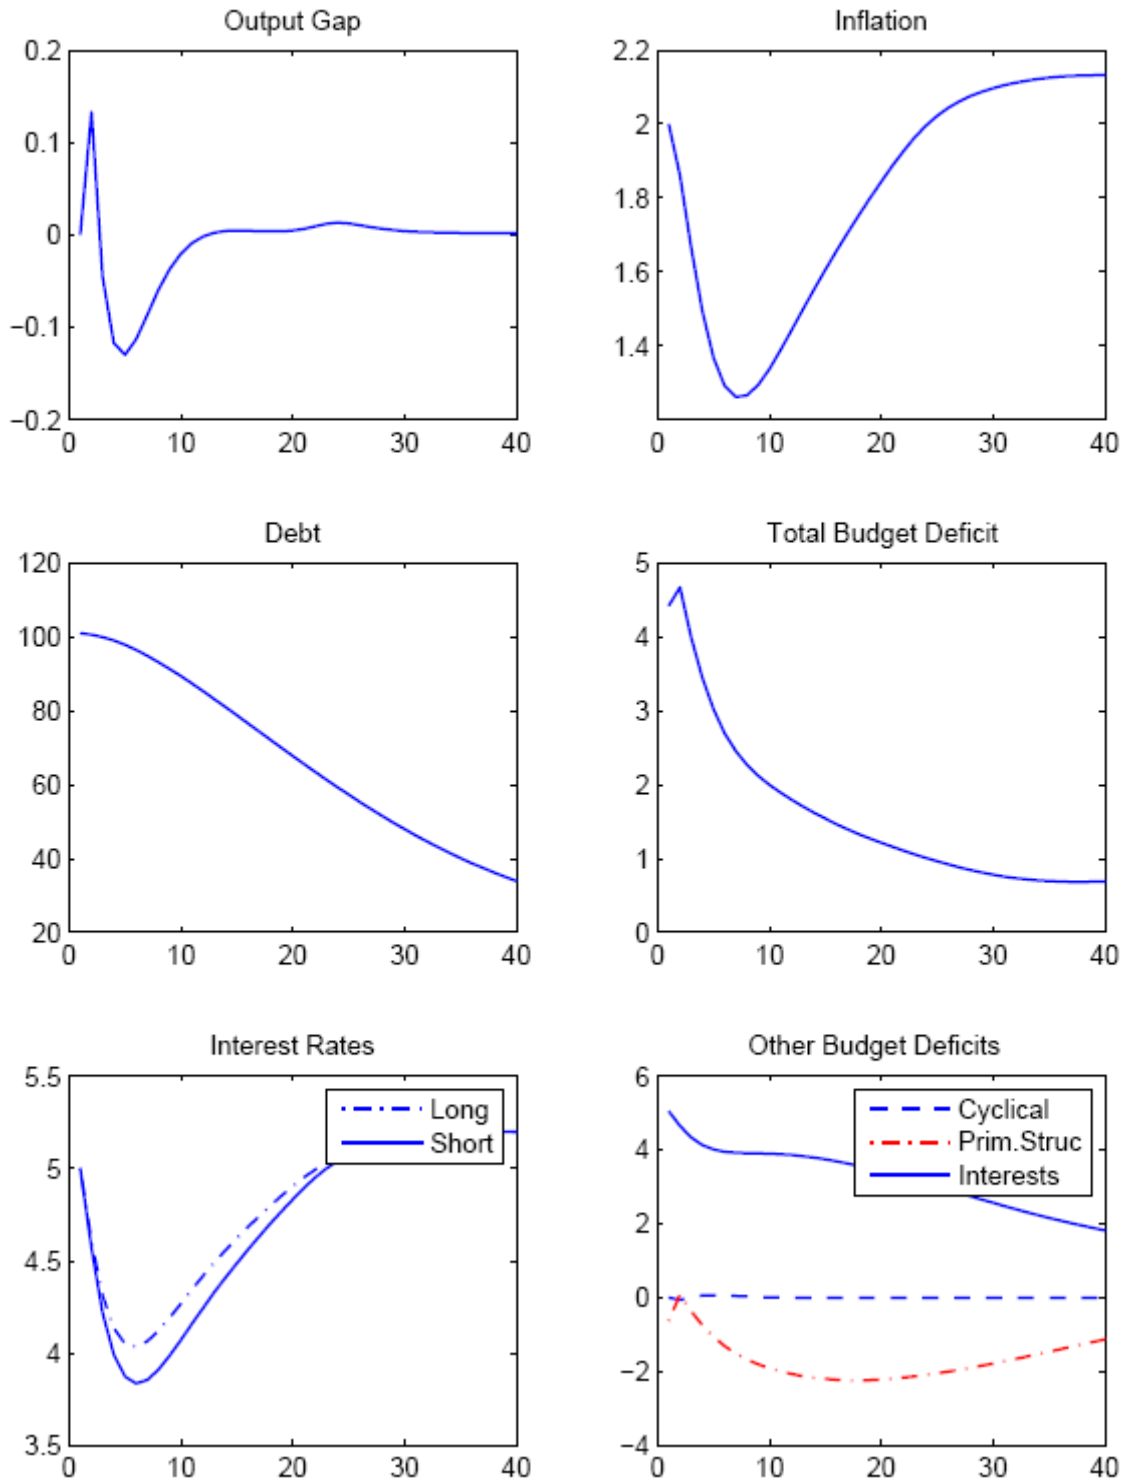 Output Gap
0.2
0.1
0
−0.1
−0.2
0 10 20 30 40
Inflation
2.2
2
1.8
1.6
1.4
0 10 20 30 40
Debt
120
100
80
60
40
20
0 10 20 30 40
Total Budget Deficit
5
4
3
2
1
0
0 10 20 30 40
Interest Rates
5.5
5
4.5
4
3.5
Long
Short
0 10 20 30 40
Other Budget Deficits
6
4
2
0
−2
−4
Cyclical
Prim.Struc
Interests
0 10 20 30 40